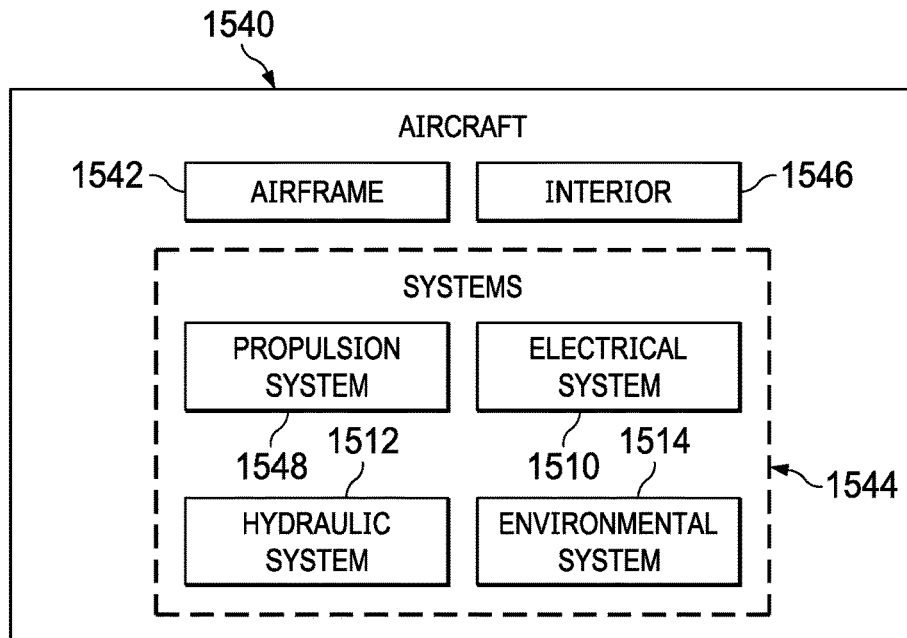 1540
AIRCRAFT
1542
AIRFRAME
INTERIOR
1546
SYSTEMS
PROPULSION
SYSTEM
ELECTRICAL
SYSTEM
1548
1512
1510
1514
1544
HYDRAULIC
SYSTEM
ENVIRONMENTAL
SYSTEM